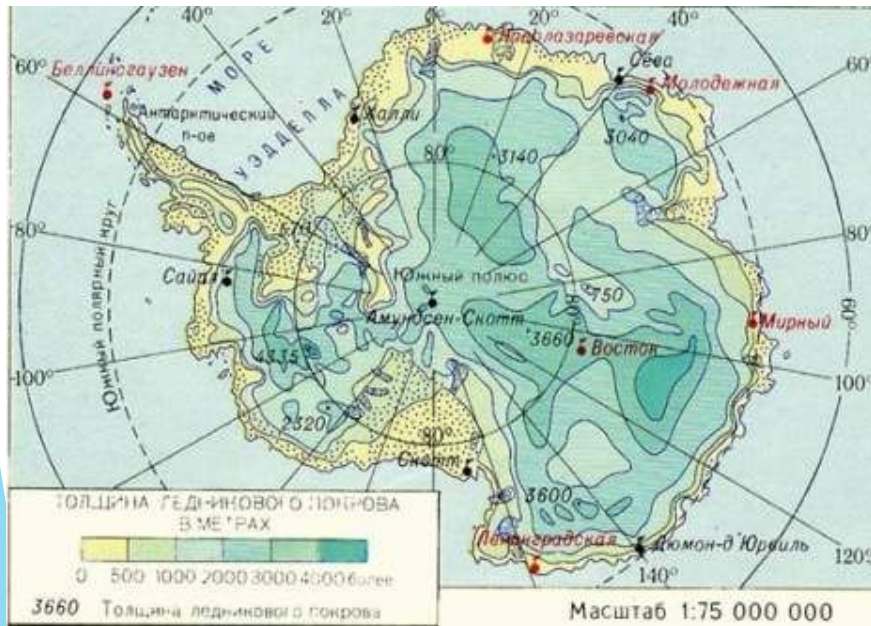 0°
20°
40°
60°
80°
100°
120°
140°
60°
80°
100°
40°
20°
60°
Новолазаревская
Сёва
Молодежная
Беллинсгаузен
МОРЕ
УЭДДЕЛЛА
Антарктический
п-ов
Халли
3040
80°
3140
Южный полярный круг
570
Сайпл
Южный полюс
750
Амундсен-Скотт
3660
Восток
Мирный
4335
2320
80°
Скотт
3600
Ленинградская
Дюмон-д'Юрвиль
ТОЛЩИНА ЛЕДНИКОВОГО ПОКРОВА
В МЕТРАХ
0 500 1000 2000 3000 4000 более
3660 Толщина ледникового покрова
Масштаб 1:75 000 000